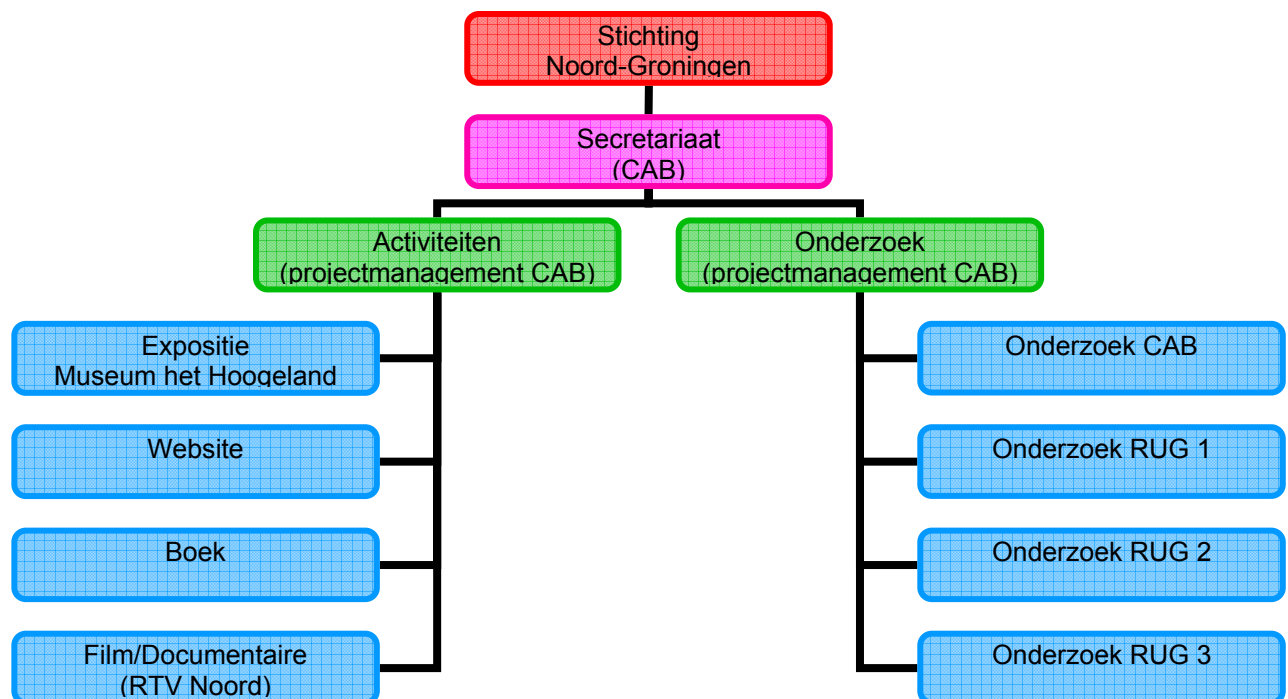 Stichting
Noord-Groningen
Secretariaat
(CAB)
Activiteiten
(projectmanagement CAB)
Onderzoek
(projectmanagement CAB)
Expositie
Museum het Hoogeland
Website
Boek
Film/Documentaire
(RTV Noord)
Onderzoek CAB
Onderzoek RUG 1
Onderzoek RUG 2
Onderzoek RUG 3